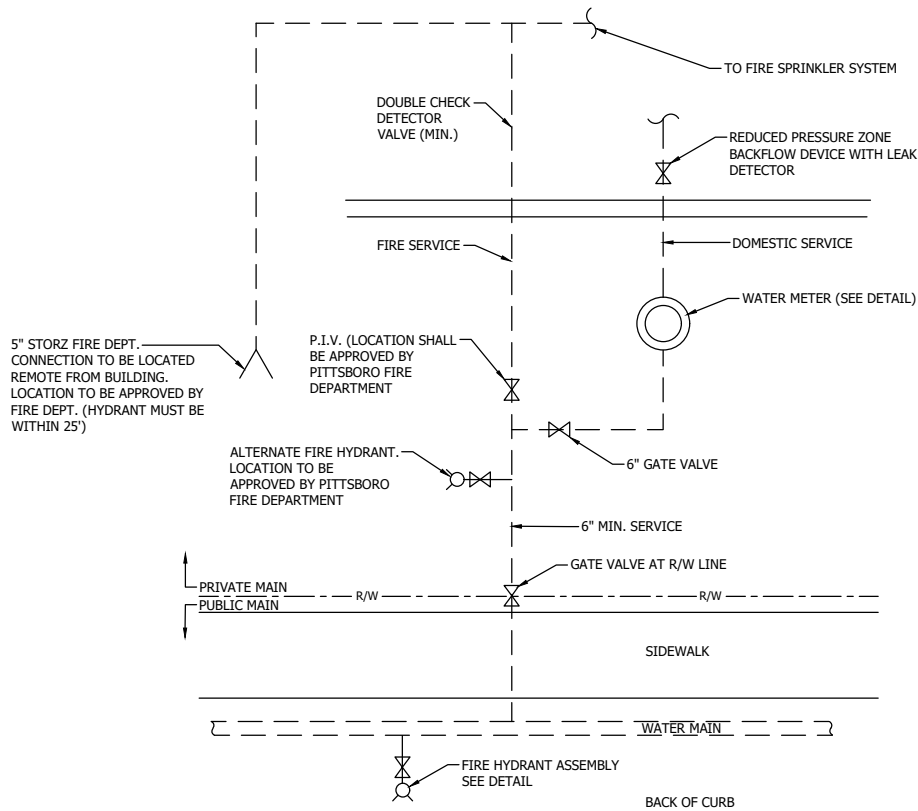 TO FIRE SPRINKLER SYSTEM
DOUBLE CHECK
DETECTOR
VALVE (MIN.)
REDUCED PRESSURE ZONE
BACKFLOW DEVICE WITH LEAK
DETECTOR
FIRE SERVICE
DOMESTIC SERVICE
WATER METER (SEE DETAIL)
5" STORZ FIRE DEPT.
CONNECTION TO BE LOCATED
REMOTE FROM BUILDING.
LOCATION TO BE APPROVED BY
FIRE DEPT. (HYDRANT MUST BE
WITHIN 25')
P.I.V. (LOCATION SHALL
BE APPROVED BY
PITTSBORO FIRE
DEPARTMENT
6" GATE VALVE
ALTERNATE FIRE HYDRANT.
LOCATION TO BE
APPROVED BY PITTSBORO
FIRE DEPARTMENT
6" MIN. SERVICE
GATE VALVE AT R/W LINE
PRIVATE MAIN
R/W
R/W
PUBLIC MAIN
SIDEWALK
WATER MAIN
FIRE HYDRANT ASSEMBLY
SEE DETAIL
BACK OF CURB